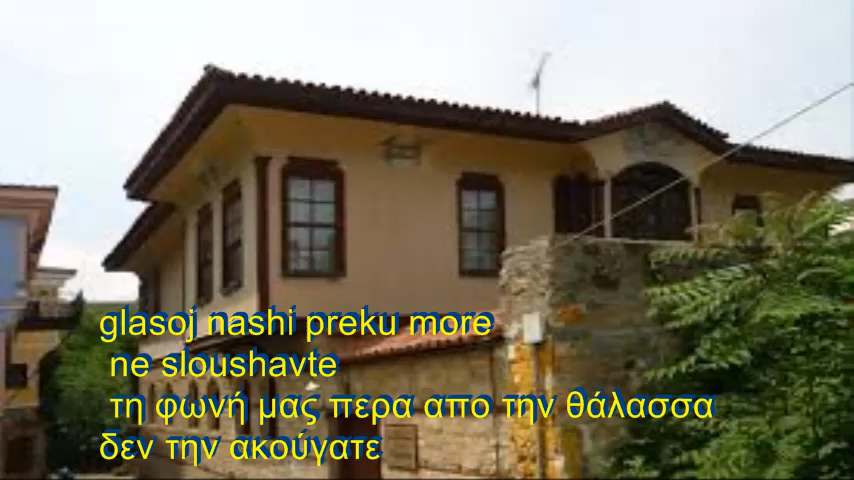 glasoj nashi preku more
ne sloushavte
τη φωνή μας περα απο την θάλασσα
δεν την ακούγατε